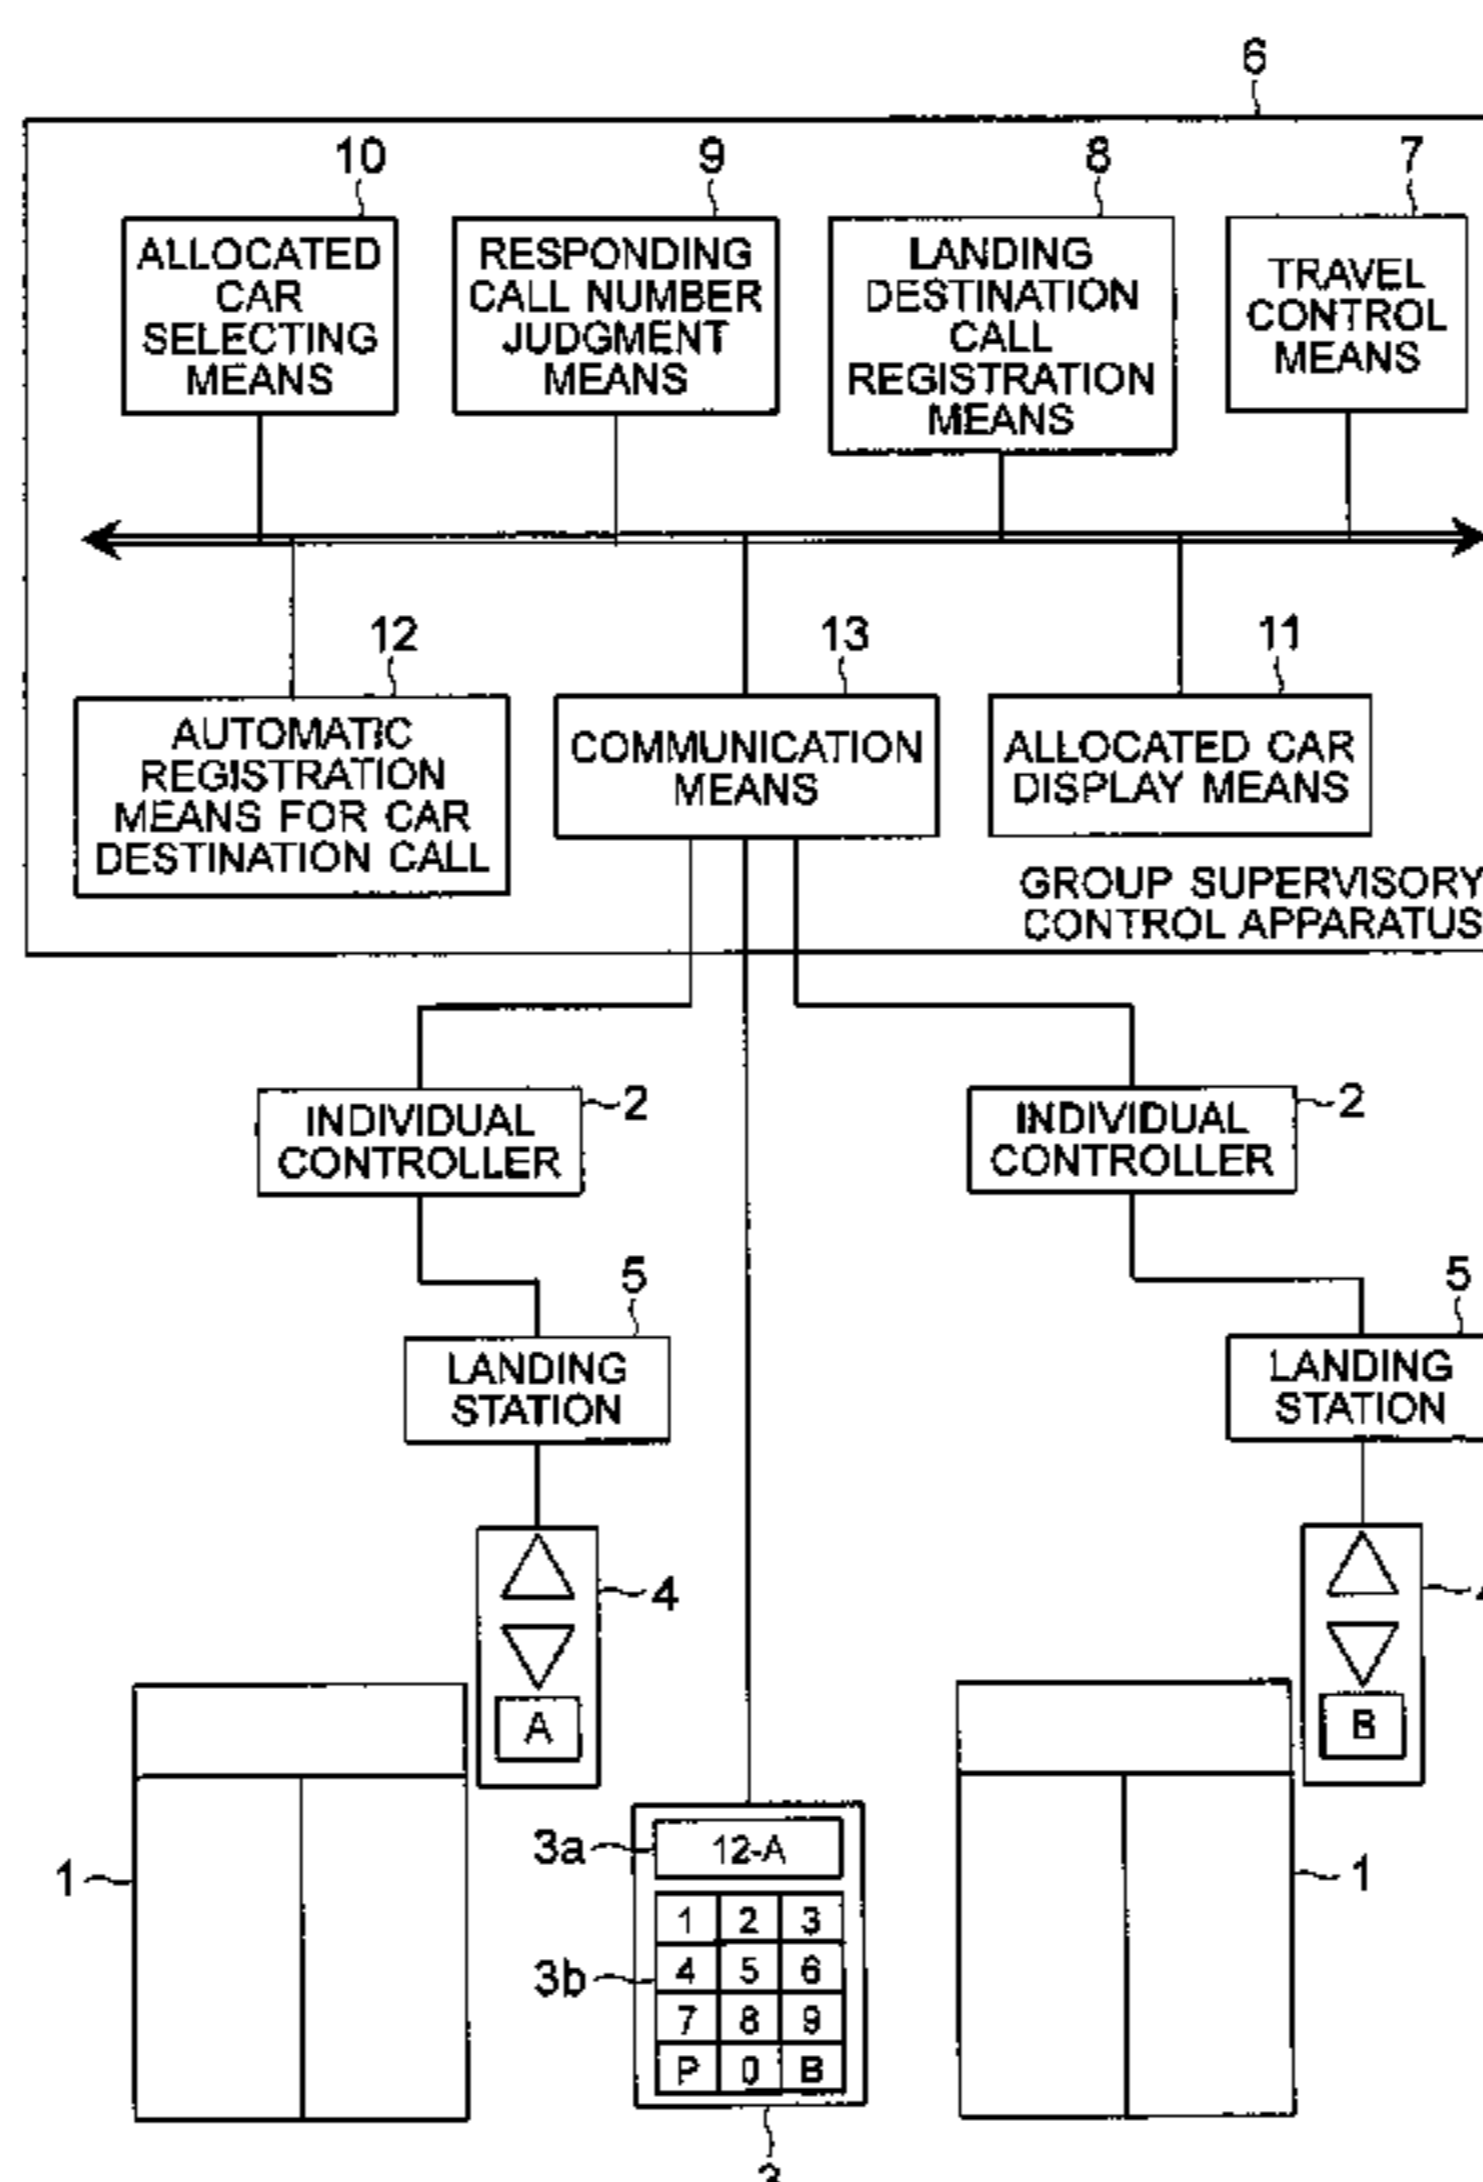 6
10
9
8
7
ALLOCATED
CAR
SELECTING
MEANS
RESPONDING
CALL NUMBER
JUDGMENT
MEANS
LANDING
DESTINATION
CALL
REGISTRATION
MEANS
TRAVEL
CONTROL
MEANS
12
13
11
AUTOMATIC
REGISTRATION
MEANS FOR CAR
DESTINATION CALL
COMMUNICATION
MEANS
ALLOCATED CAR
DISPLAY MEANS
GROUP SUPERVISORY
CONTROL APPARATUS
INDIVIDUAL
CONTROLLER
2
INDIVIDUAL
CONTROLLER
2
5
LANDING
STATION
5
LANDING
STATION
4
A
B
1
3a
12-A
1
3b
1 2 3
4 5 6
7 8 9
P 0 B
3